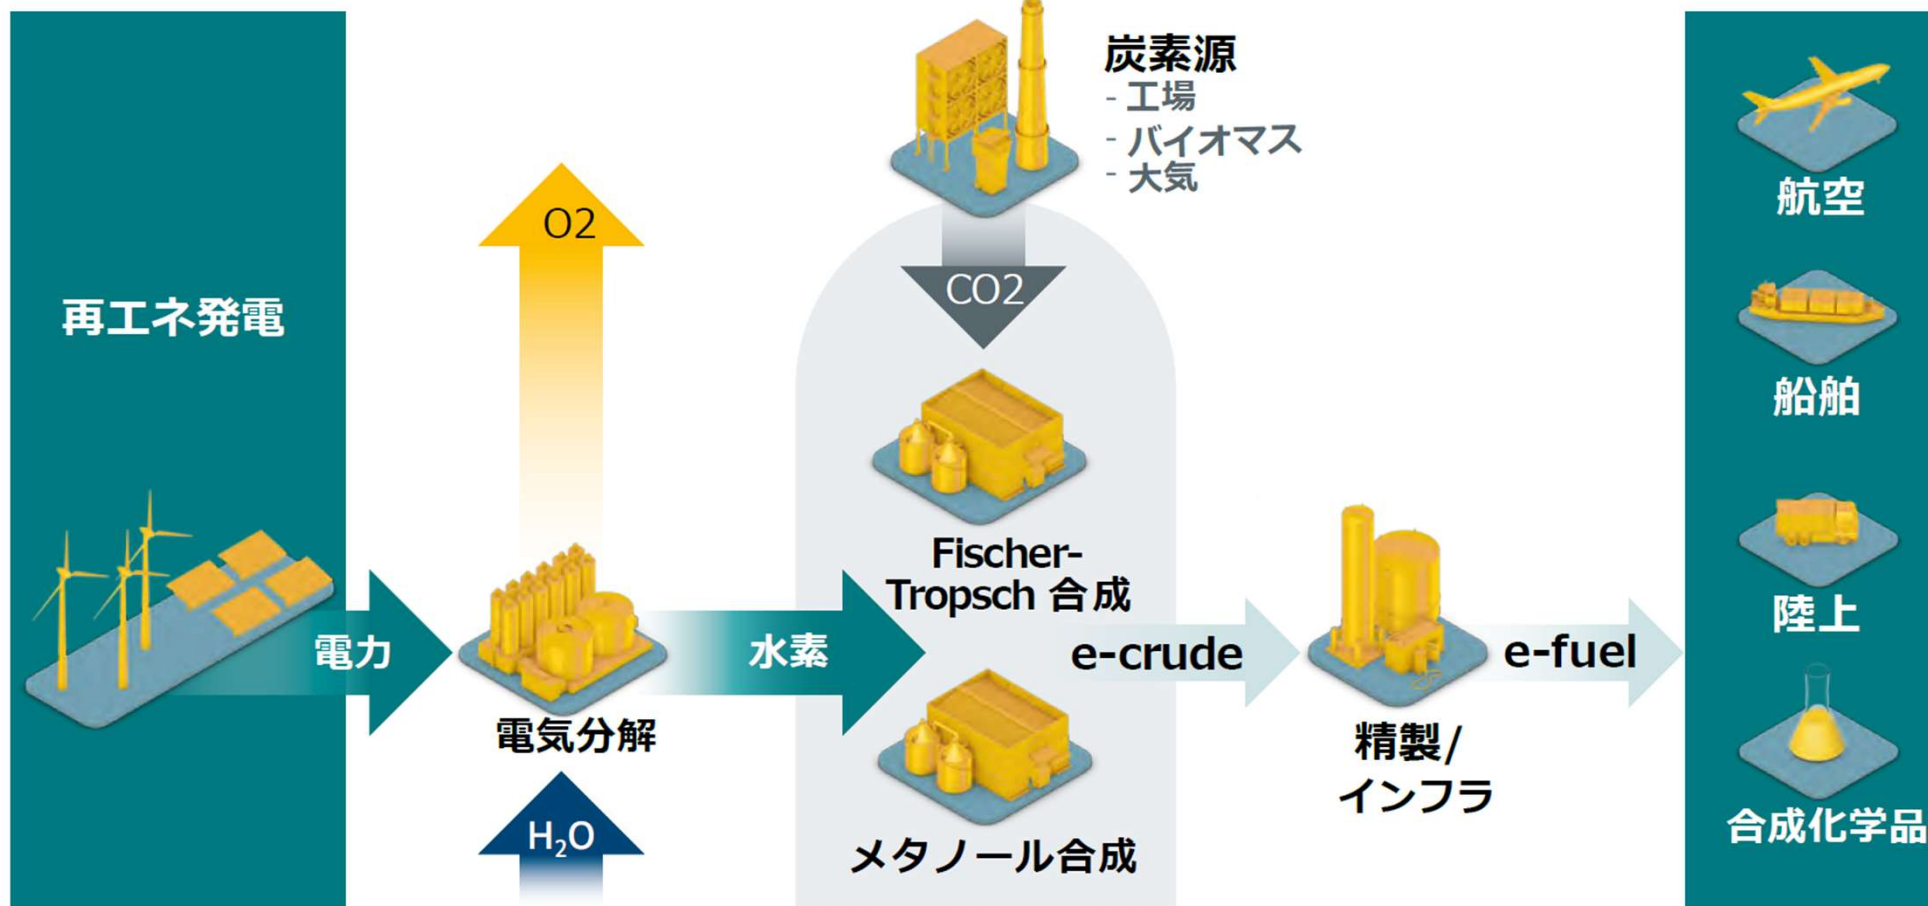 再エネ発電
電力
O2
電気分解
H₂O
水素
炭素源
- 工場
- バイオマス
- 大気
CO2
Fischer-
Tropsch 合成
メタノール合成
e-crude
精製/
インフラ
e-fuel
航空
船舶
陸上
合成化学品